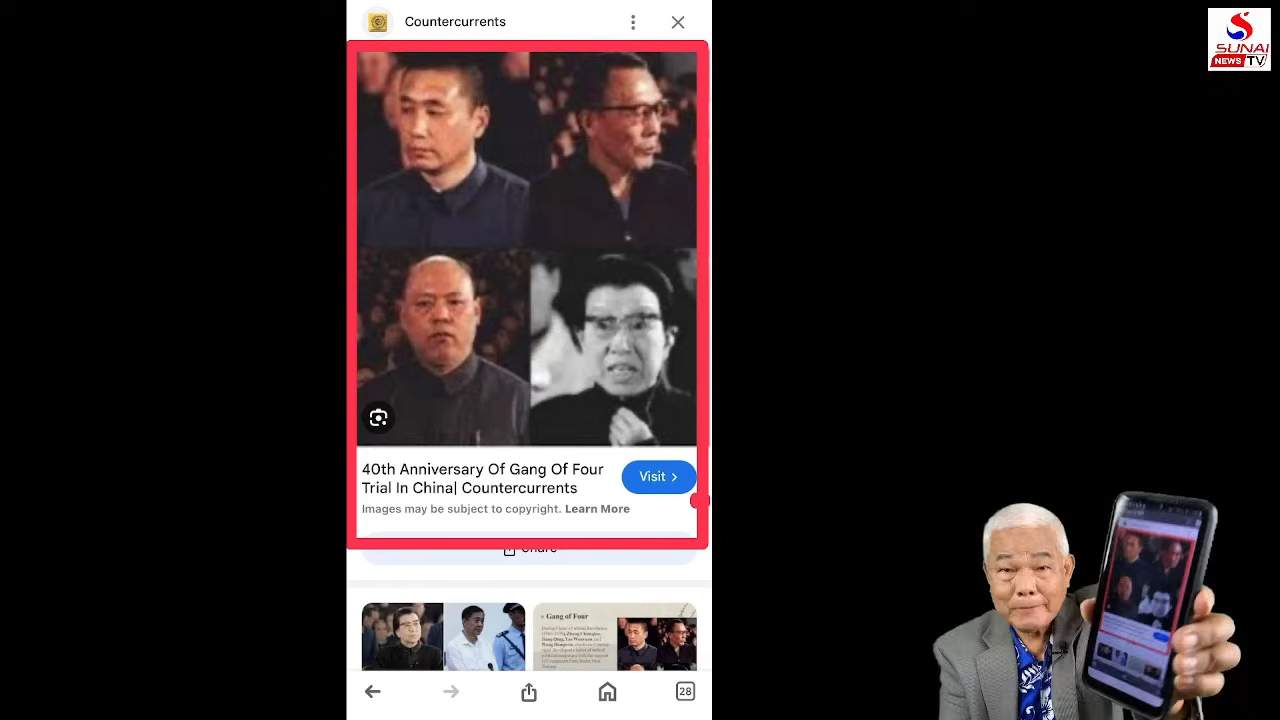 Countercurrents
SUNAI
NEWS TV
40th Anniversary Of Gang Of Four
Trial In China| Countercurrents
Visit
Images may be subject to copyright. Learn More
Share
Gang of Four
28